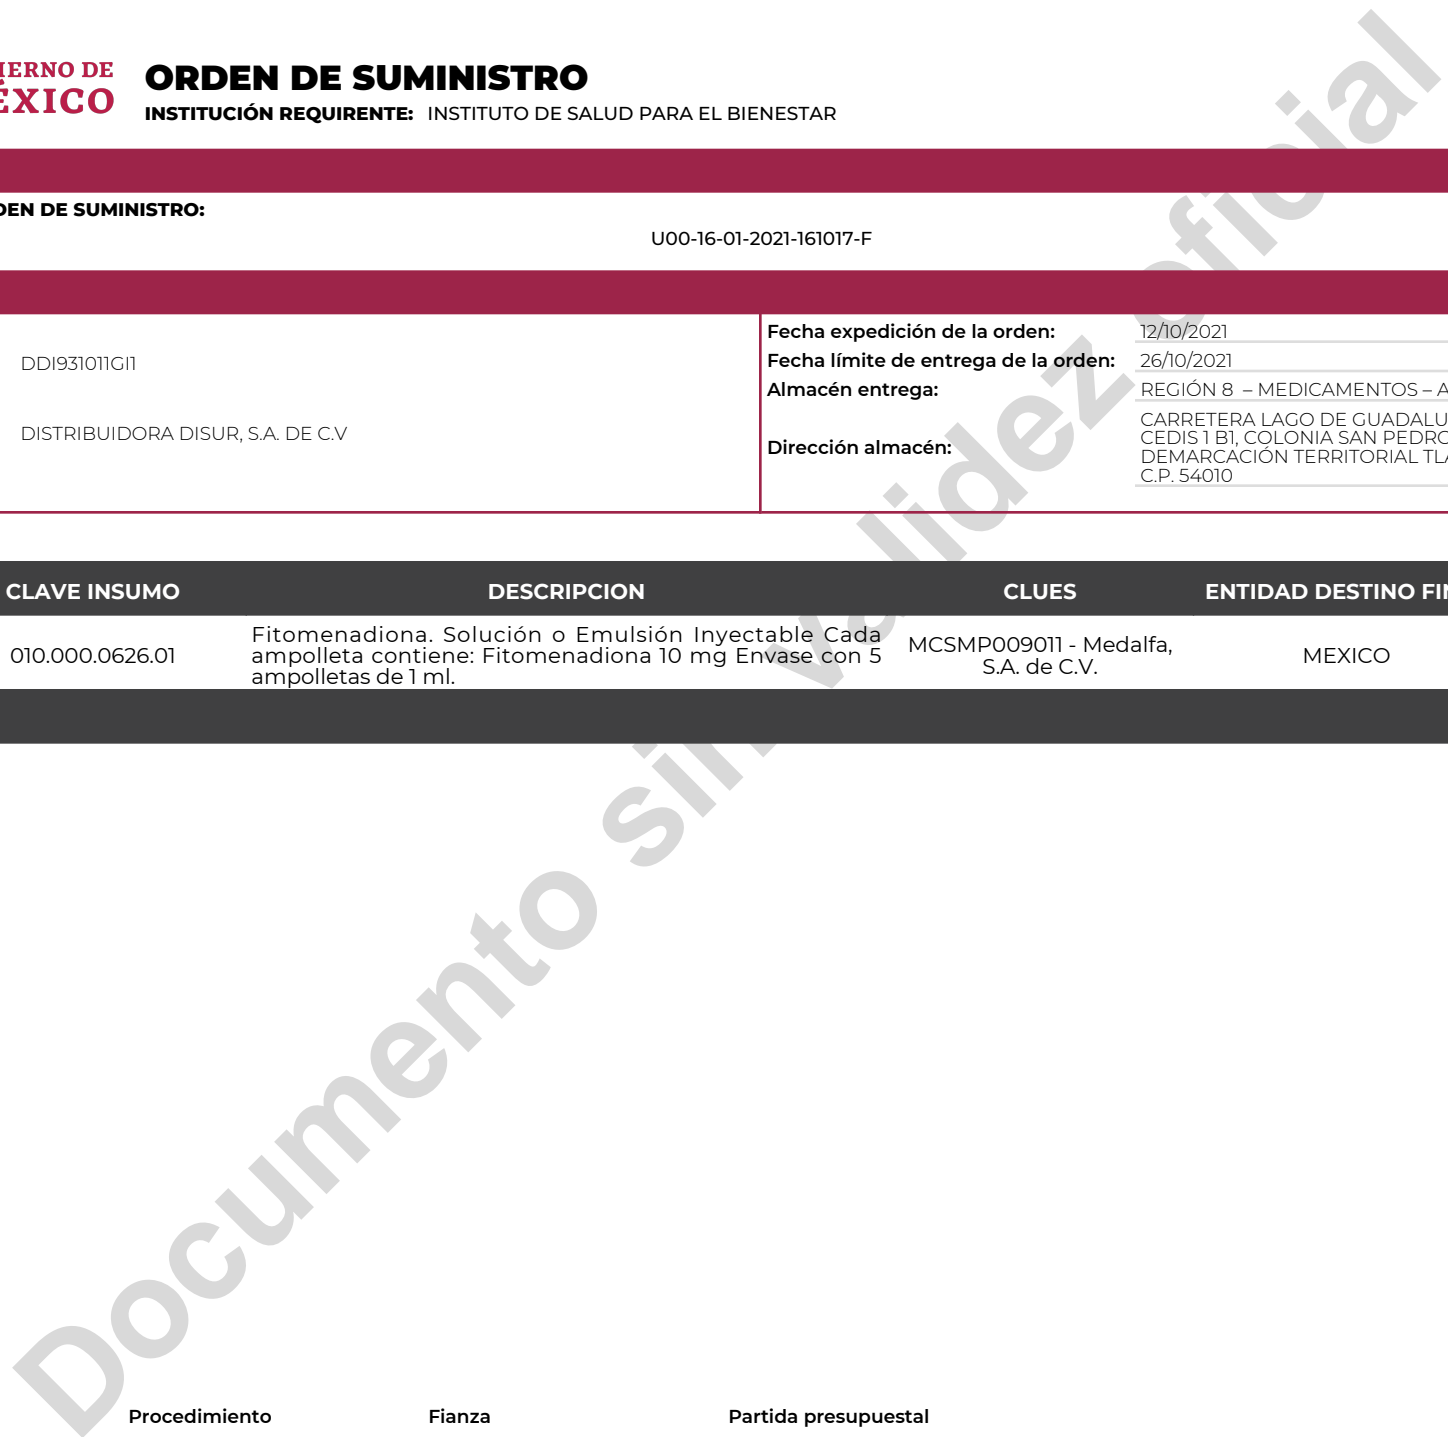 IERNO DE
ÉXICO
ORDEN DE SUMINISTRO
INSTITUCIÓN REQUIRENTE: INSTITUTO DE SALUD PARA EL BIENESTAR
DEN DE SUMINISTRO:
U00-16-01-2021-161017-F
DDI931011GI1
DISTRIBUIDORA DISUR, S.A. DE C.V
Fecha expedición de la orden: 12/10/2021
Fecha límite de entrega de la orden: 26/10/2021
Almacén entrega: REGIÓN 8 – MEDICAMENTOS – A
Dirección almacén:
CARRETERA LAGO DE GUADALU
CEDIS 1 B1, COLONIA SAN PEDRO
DEMARCACIÓN TERRITORIAL TLA
C.P. 54010
CLAVE INSUMO DESCRIPCION CLUES ENTIDAD DESTINO FIN
010.000.0626.01
Fitomenadiona. Solución o Emulsión Inyectable Cada
ampolleta contiene: Fitomenadiona 10 mg Envase con 5
ampolletas de 1 ml.
MCSMP009011 - Medalfa,
S.A. de C.V.
MEXICO
Documento sin validez oficial
Procedimiento Fianza Partida presupuestal